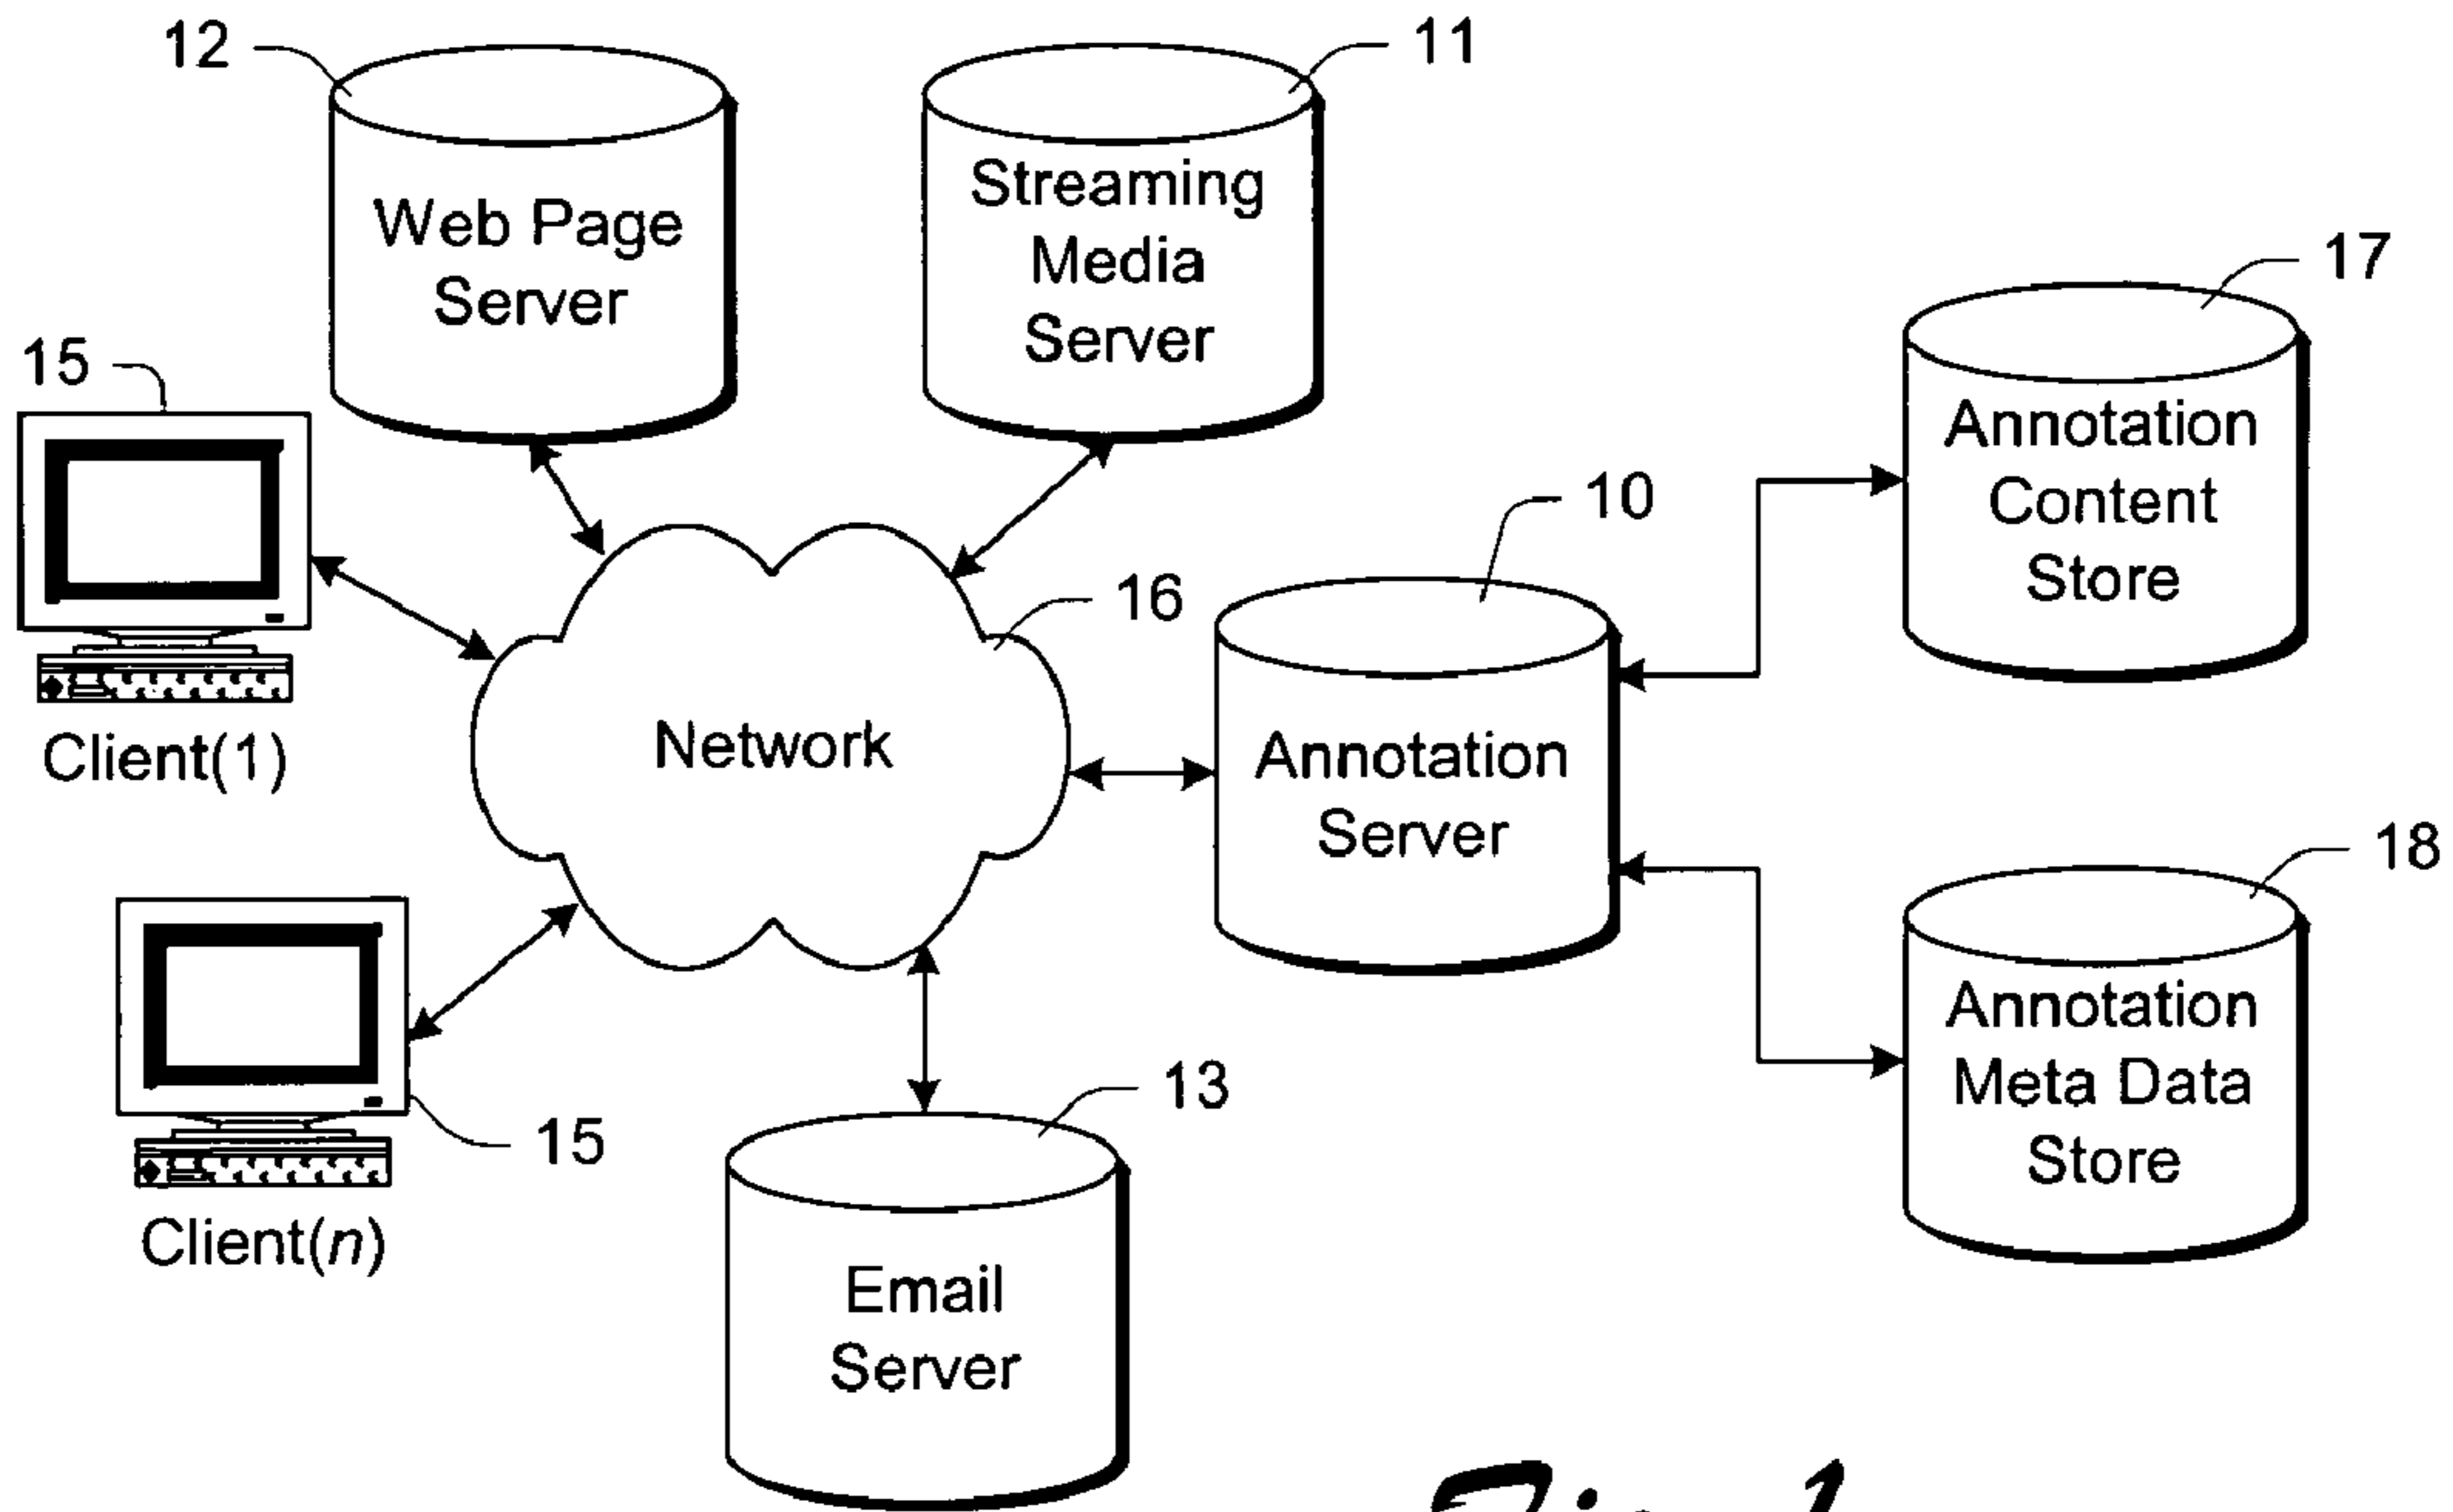 12
11
Web Page
Server
Streaming
Media
Server
17
15
Annotation
Content
Store
10
16
Client(1)
Network
Annotation
Server
18
Annotation
Meta Data
Store
13
15
Client(n)
Email
Server